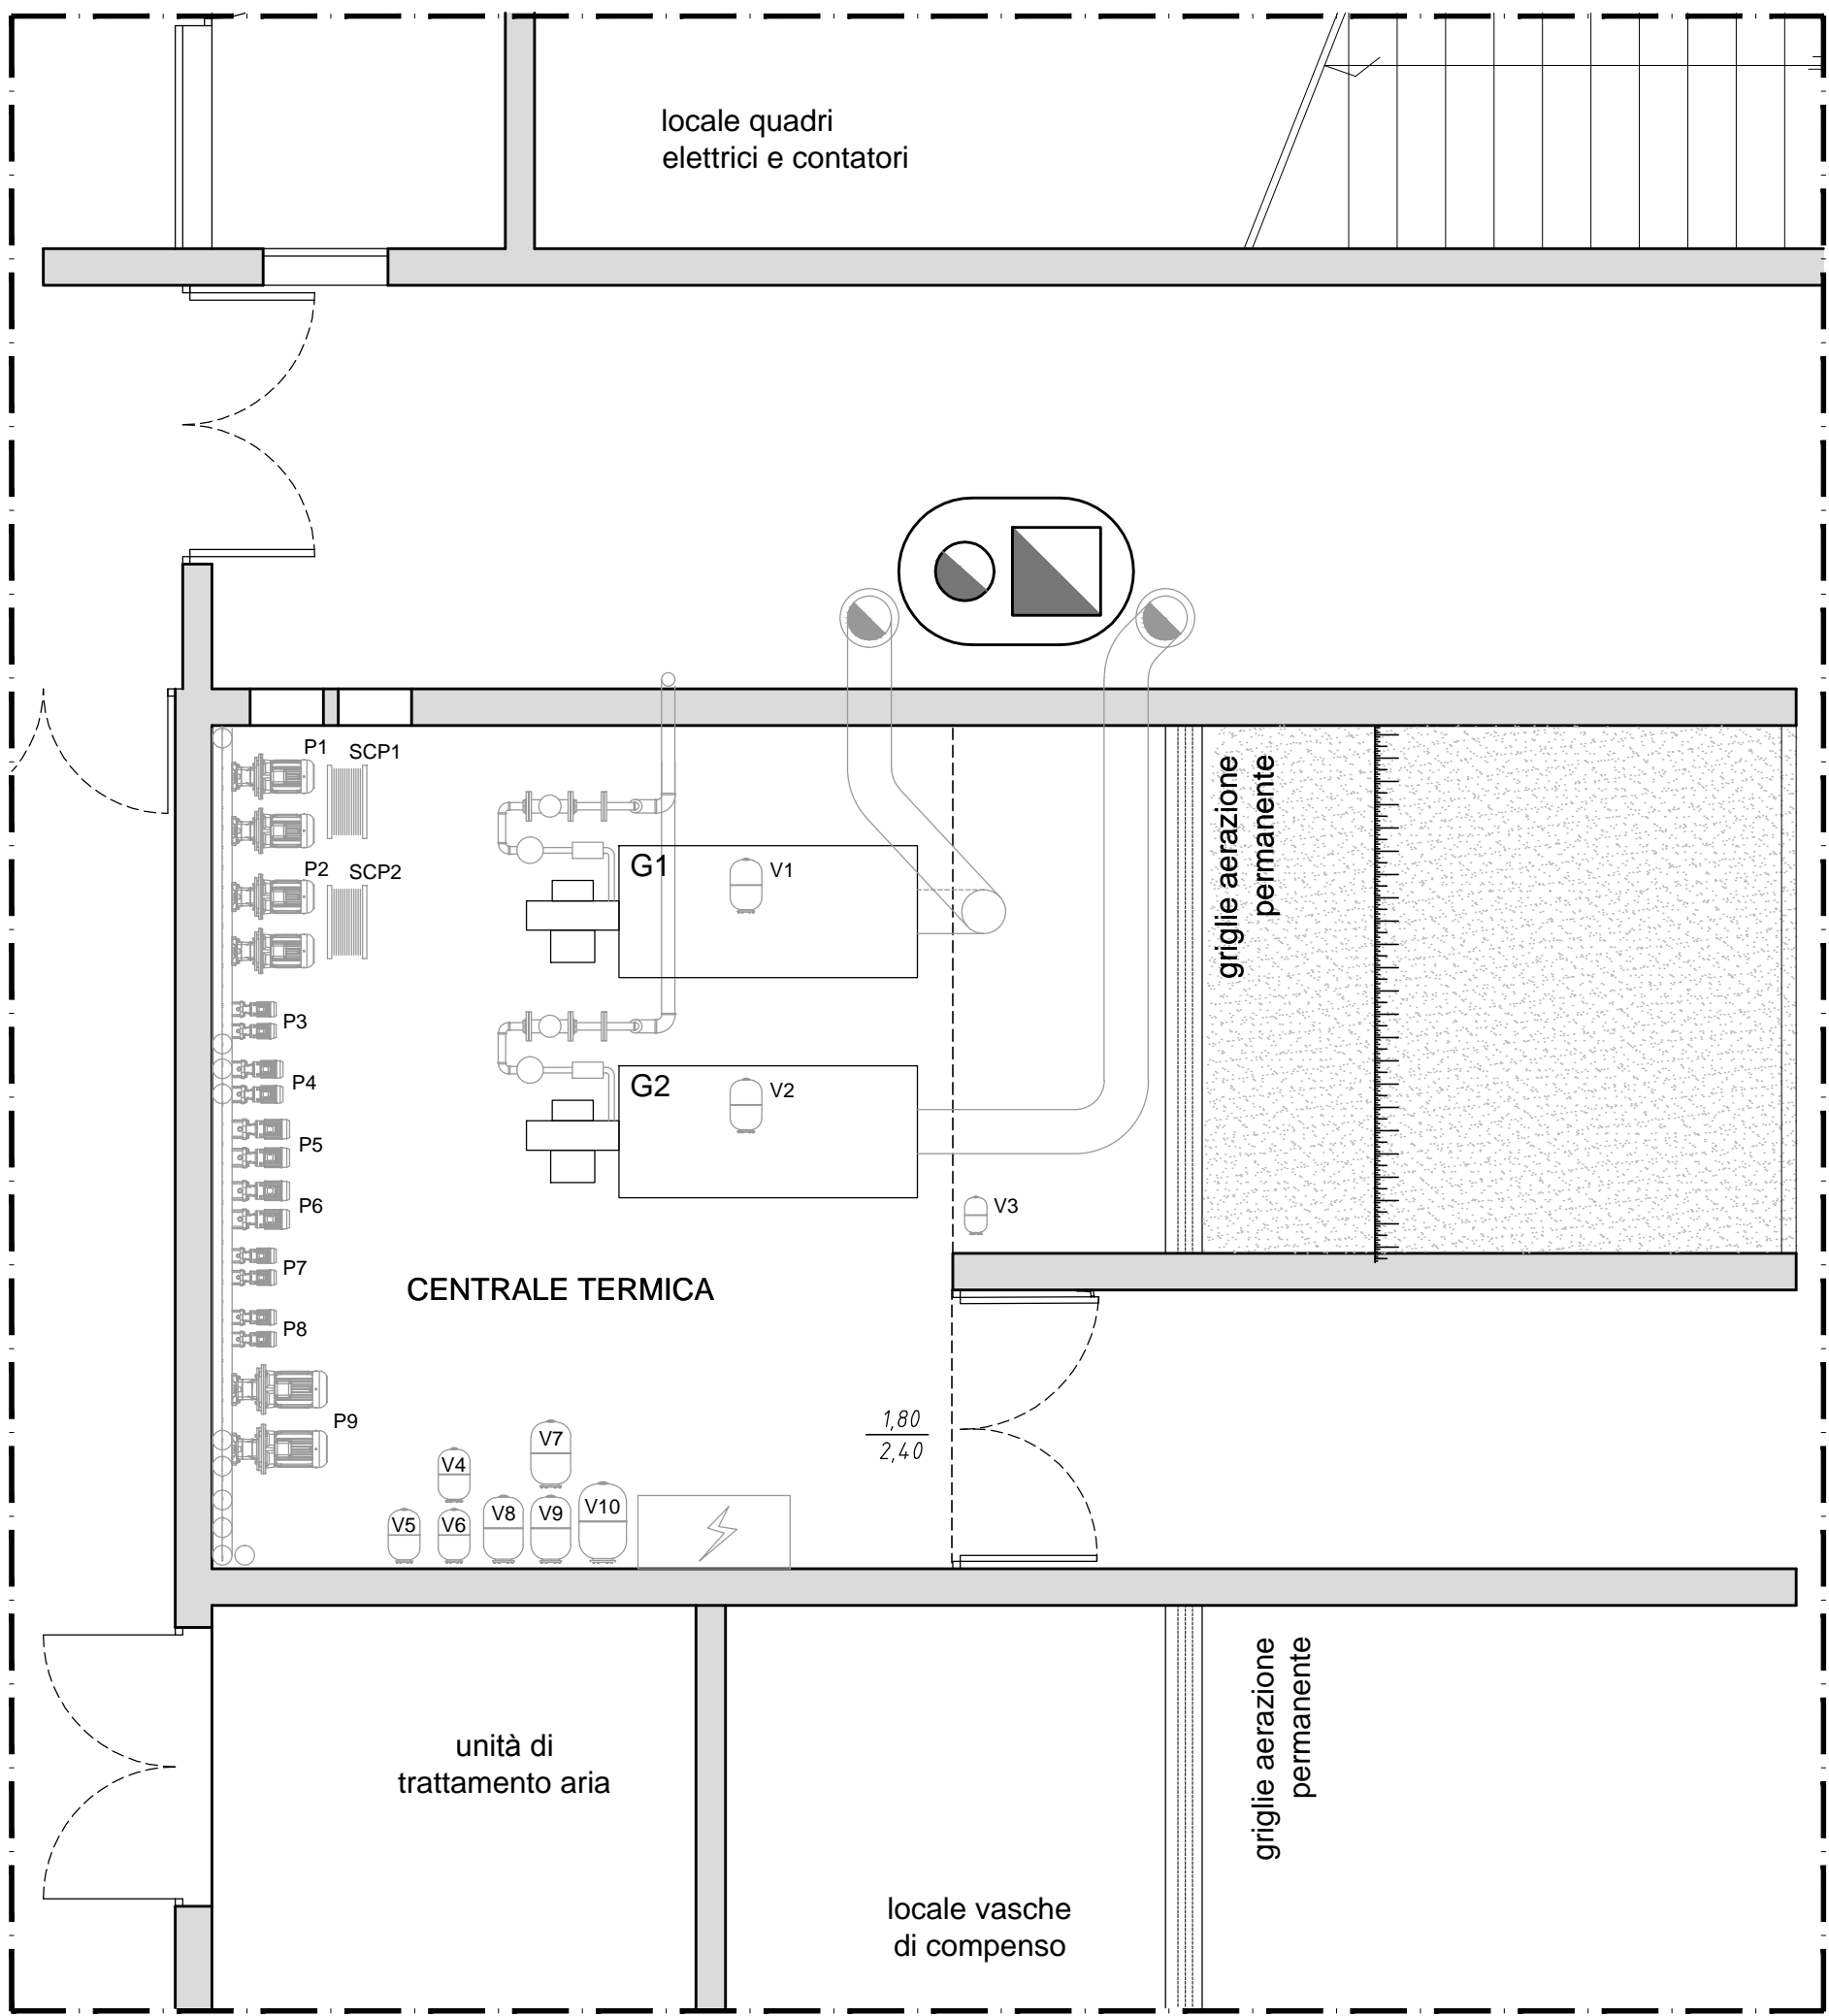 locale quadri
elettrici e contatori
P1
SCP1
griglie aerazione
permanente
G1
V1
P2
SCP2
P3
P4
G2
V2
P5
P6
V3
P7
CENTRALE TERMICA
P8
P9
1,80
2,40
V7
V4
V10
V5
V6
V8
V9
griglie aerazione
permanente
unità di
trattamento aria
locale vasche
di compenso